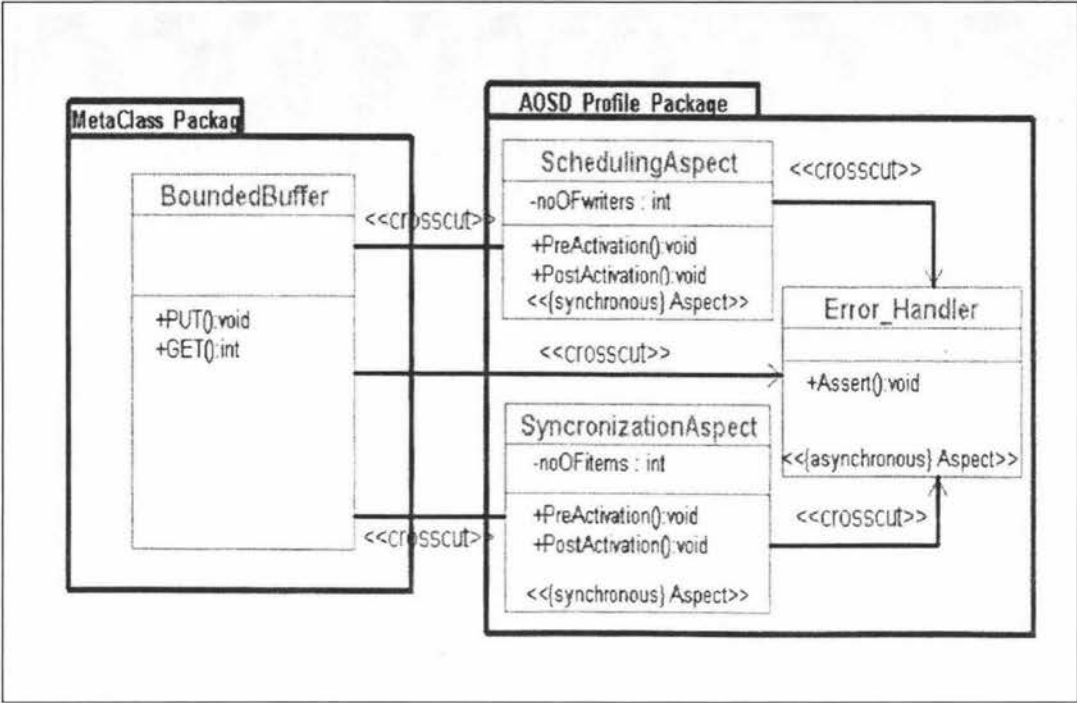 MetaClass Packag
BoundedBuffer
+PUT():void
+GET():int
<<crosscut>>
<<crosscut>>
<<crosscut>>
AOSD Profile Package
SchedulingAspect
-noOFwriters : int
+PreActivation():void
+PostActivation():void
<<{synchronous} Aspect>>
<<crosscut>>
Error_Handler
+Assert():void
<<{asynchronous} Aspect>>
SyncronizationAspect
-noOFitems : int
+PreActivation():void
+PostActivation():void
<<{synchronous} Aspect>>
<<crosscut>>